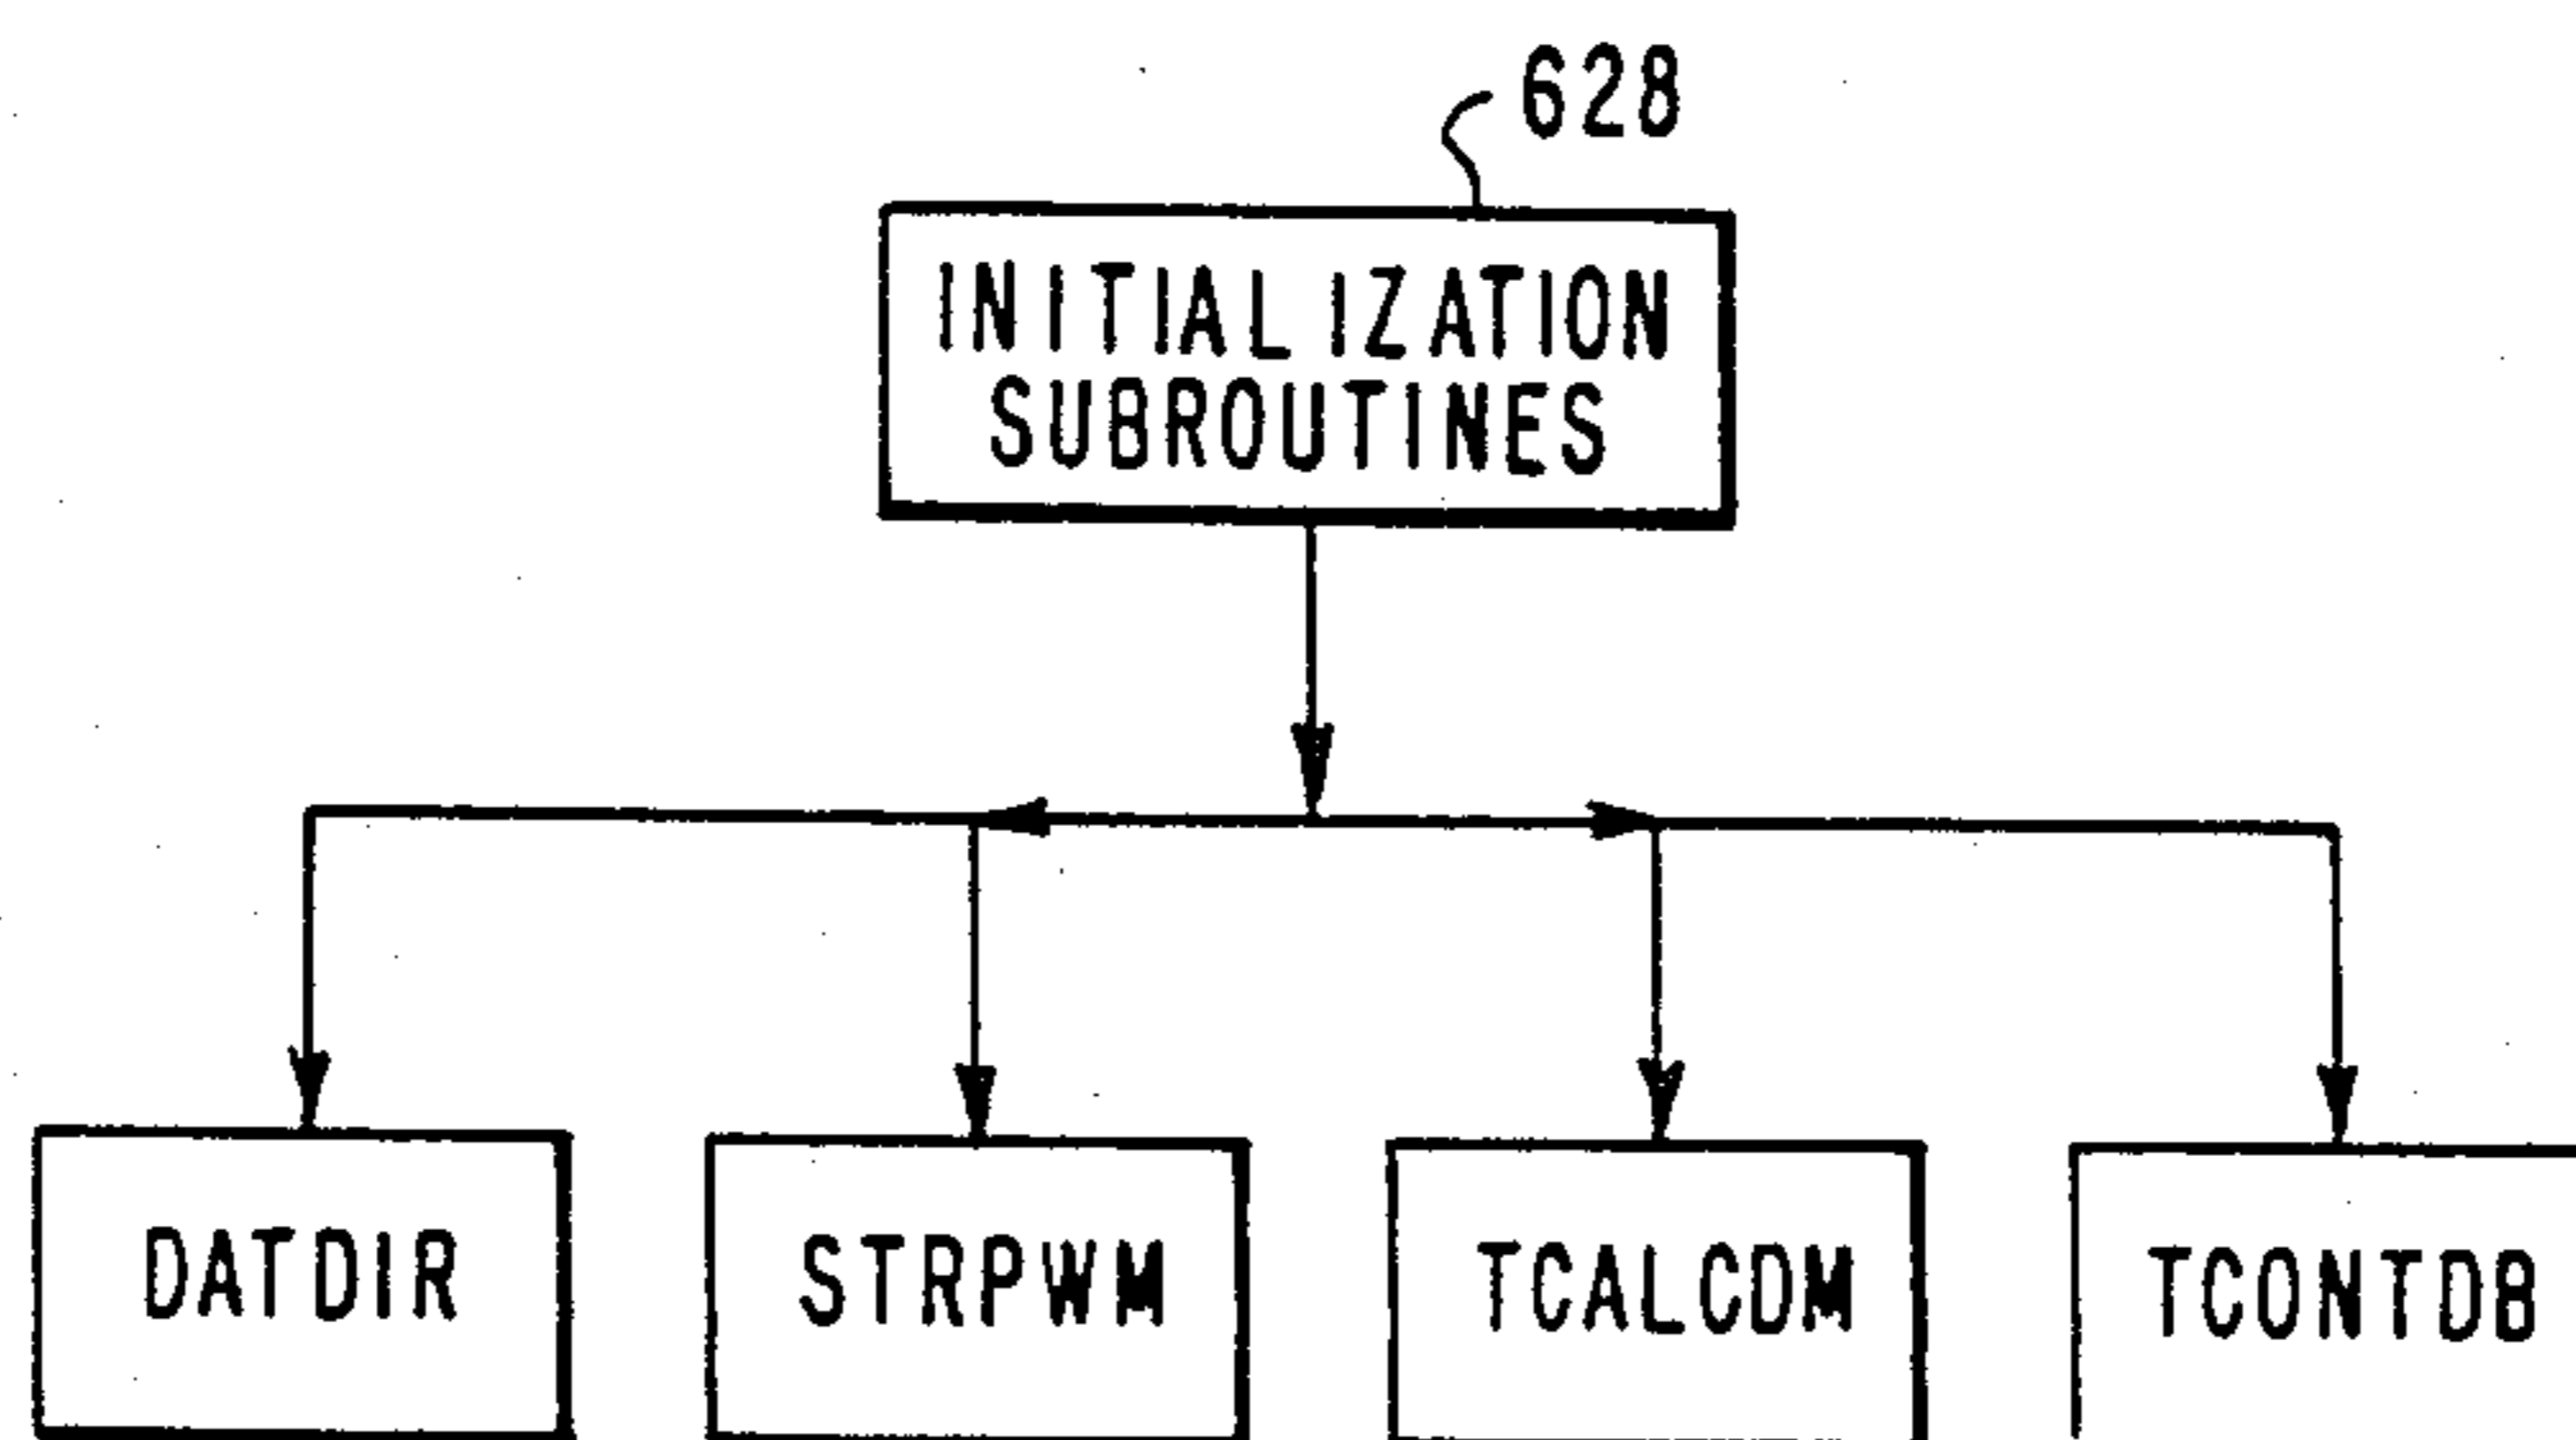 628
INITIALIZATION
SUBROUTINES
DATDIR
STRPWM
TCALCDM
TCONTDB